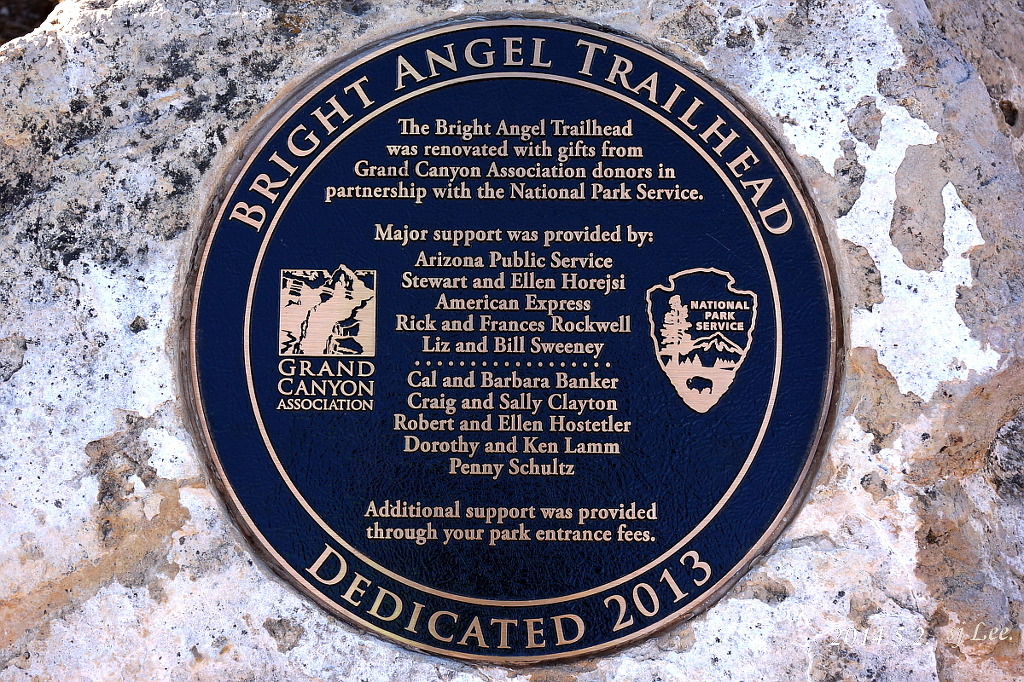 BRIGHT ANGEL TRAILHEAD
The Bright Angel Trailhead
was renovated with gifts from
Grand Canyon Association donors in
partnership with the National Park Service.
Major support was provided by:
Arizona Public Service
Stewart and Ellen Horejsi
American Express
Rick and Frances Rockwell
Liz and Bill Sweeney
Cal and Barbara Banker
Craig and Sally Clayton
Robert and Ellen Hostetler
Dorothy and Ken Lamm
Penny Schultz
Additional support was provided
through your park entrance fees.
GRAND
CANYON
ASSOCIATION
NATIONAL
PARK
SERVICE
DEDICATED 2013
Lee.